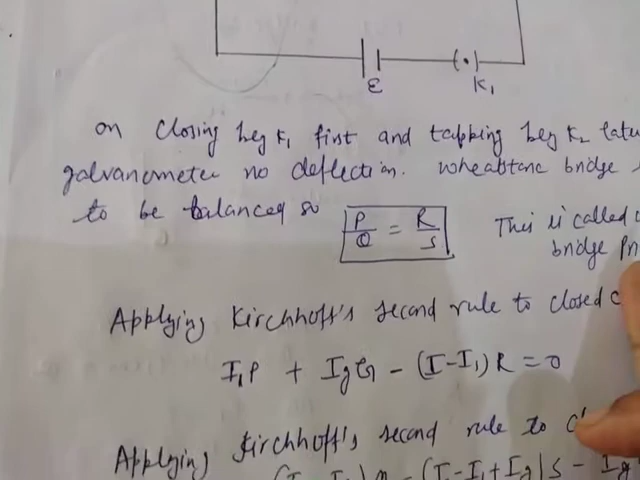 ε K₁
on closing key K₁ first and tapping key K₂
galvanometer no deflection. wheatstone bridge
to be balanced so P/Q = R/S This is called
bridge
Applying Kirchhoff's second rule to closed
I₁P + IgG - (I-I₁)R = 0
Applying Kirchhoff's second rule to
(I-I₁+Ig)S - Ig